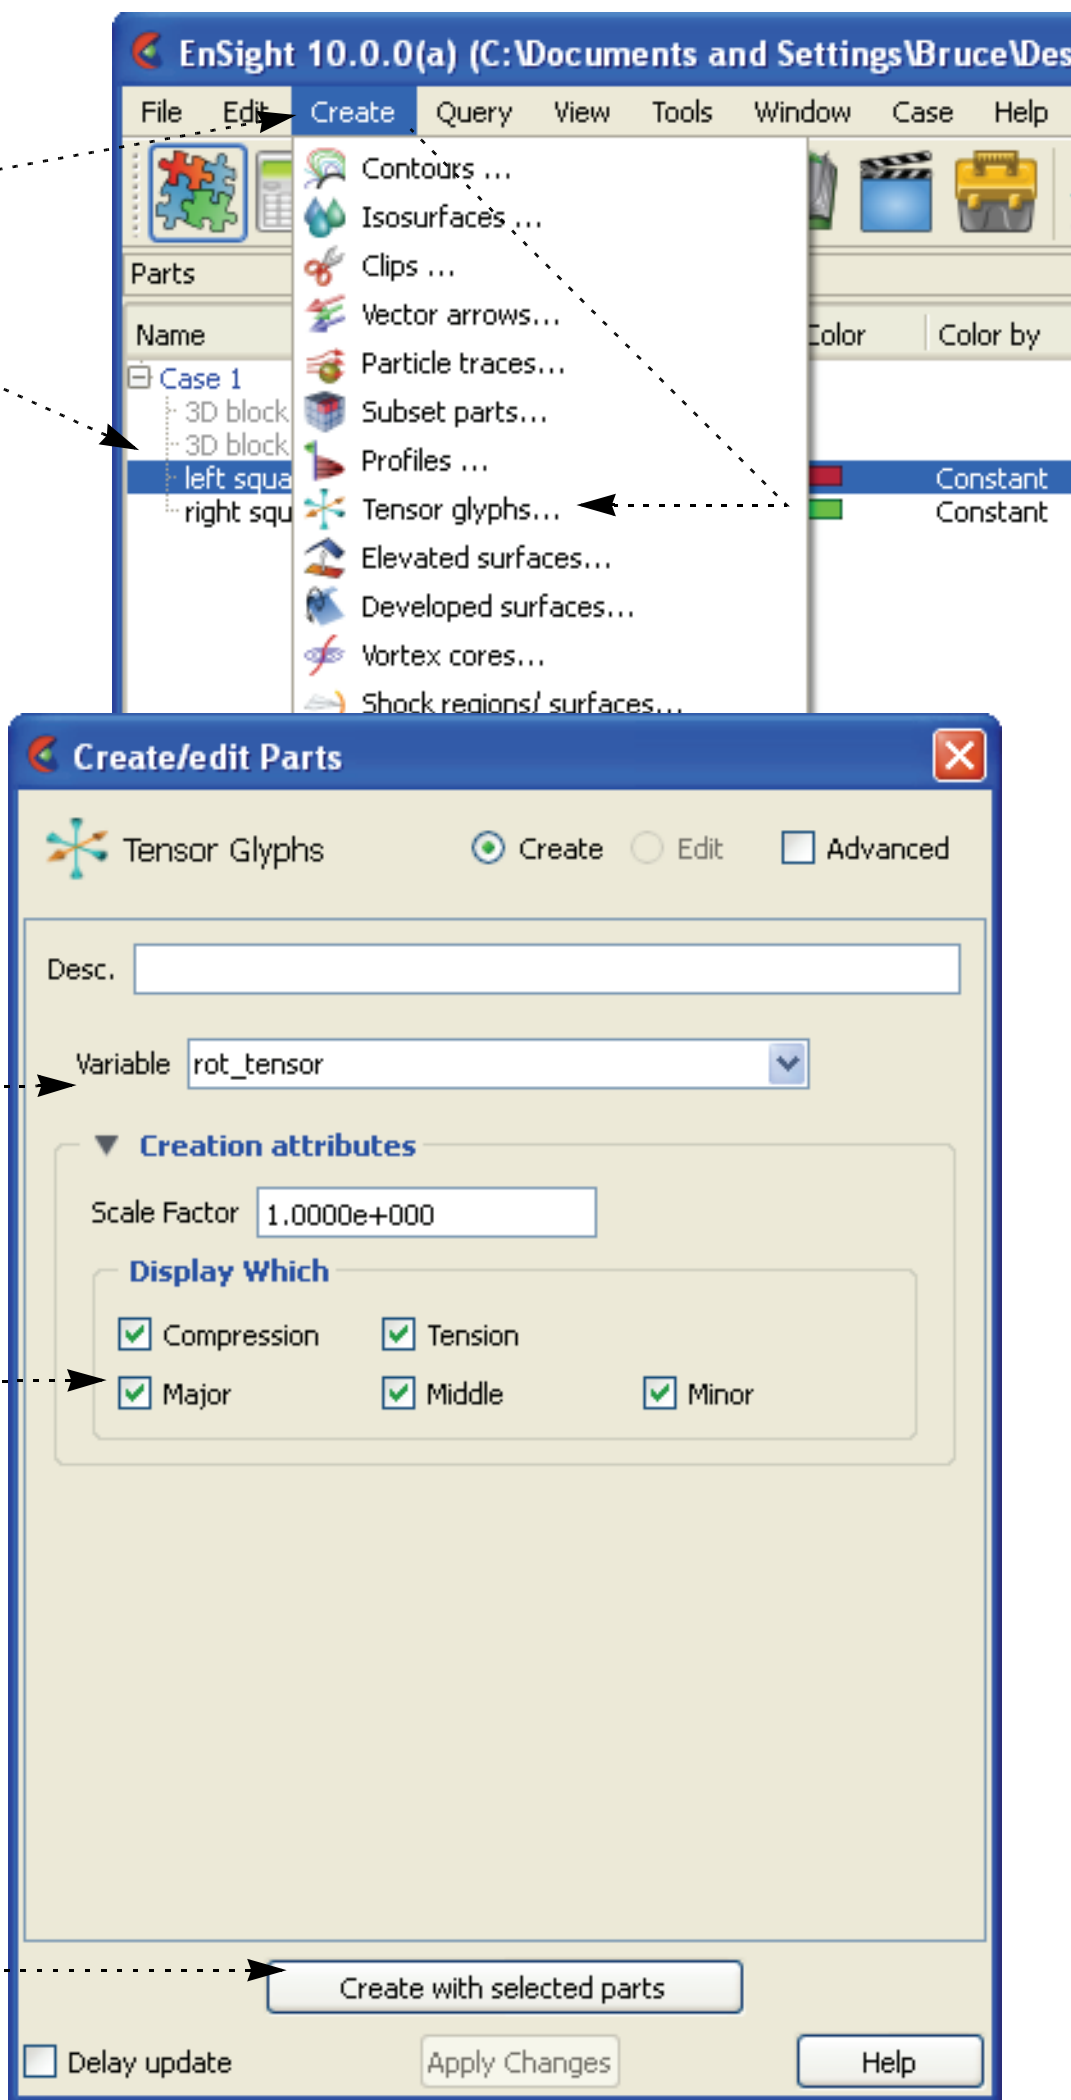 EnSight 10.0.0(a) (C:\Documents and Settings\Bruce\Des
File Edit Create Query View Tools Window Case Help
Contours ...
Isosurfaces ...
Clips ...
Vector arrows...
Particle traces...
Subset parts...
Profiles ...
Tensor glyphs...
Elevated surfaces...
Developed surfaces...
Vortex cores...
Shock regions/ surfaces...
Parts
Name Color Color by
Case 1
3D block
3D block
left squa Constant
right squ Constant
Create/edit Parts
Tensor Glyphs Create Edit Advanced
Desc.
Variable rot_tensor
Creation attributes
Scale Factor 1.0000e+000
Display Which
Compression Tension
Major Middle Minor
Create with selected parts
Delay update Apply Changes Help